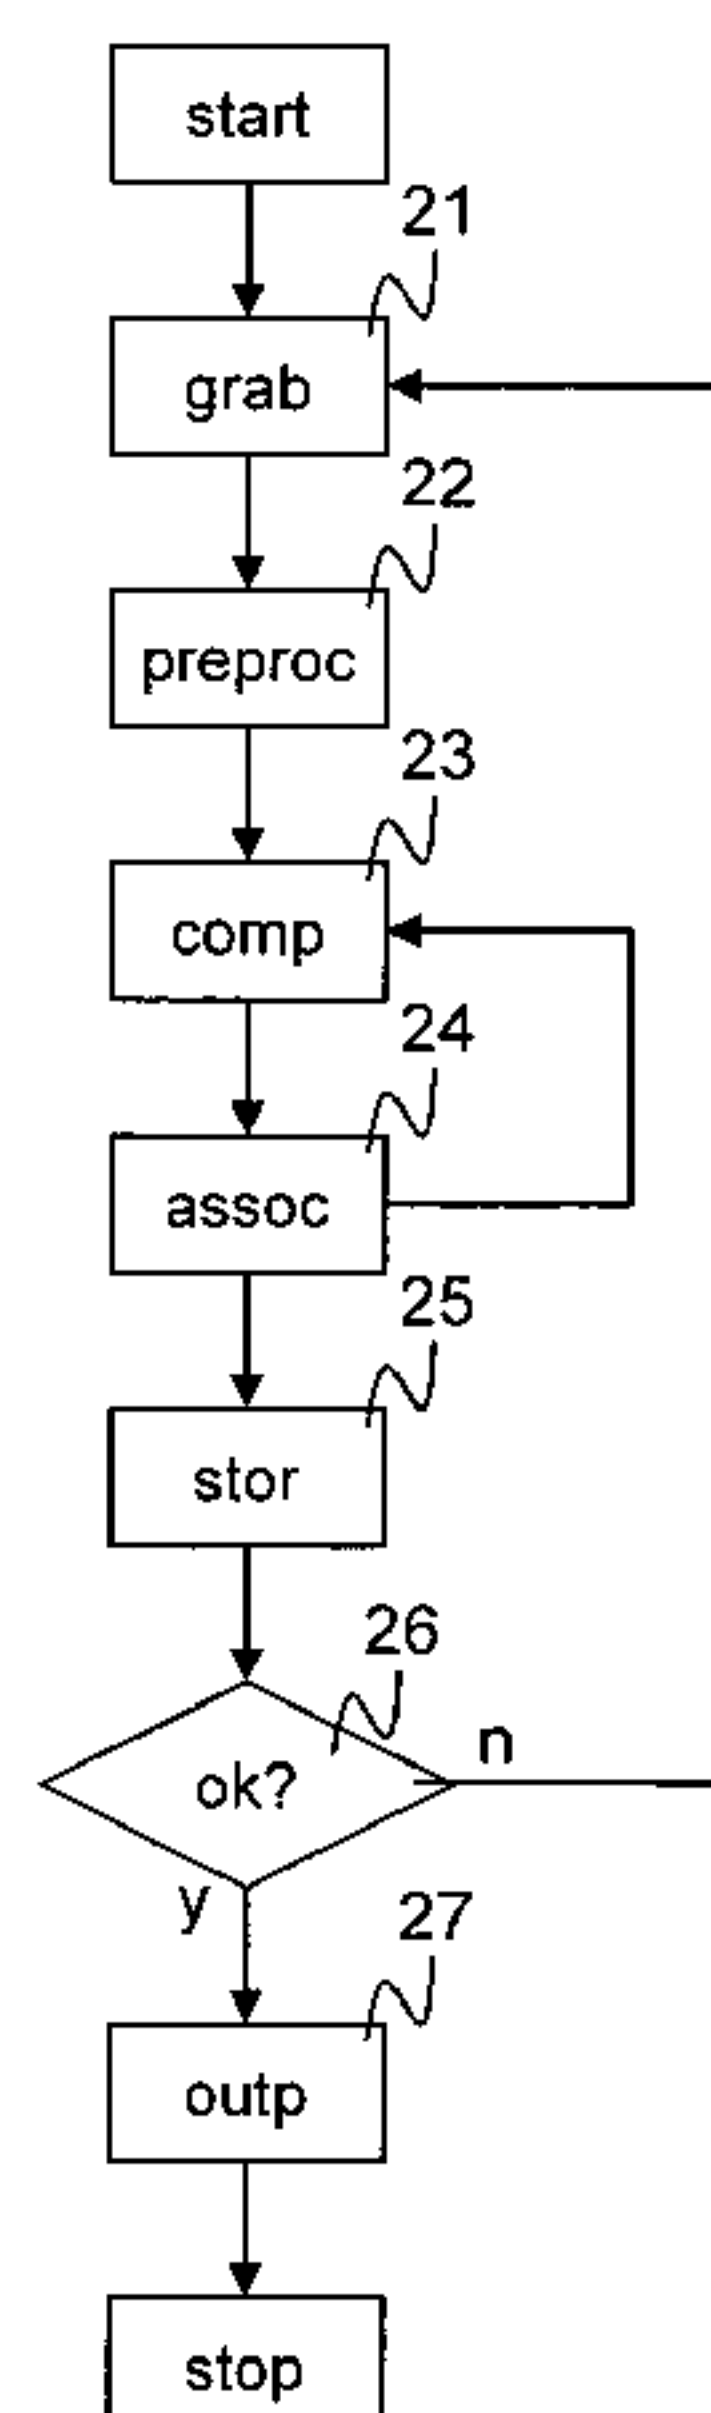 start
21
grab
22
preproc
23
comp
24
assoc
25
stor
26
ok?
n
y
27
outp
stop